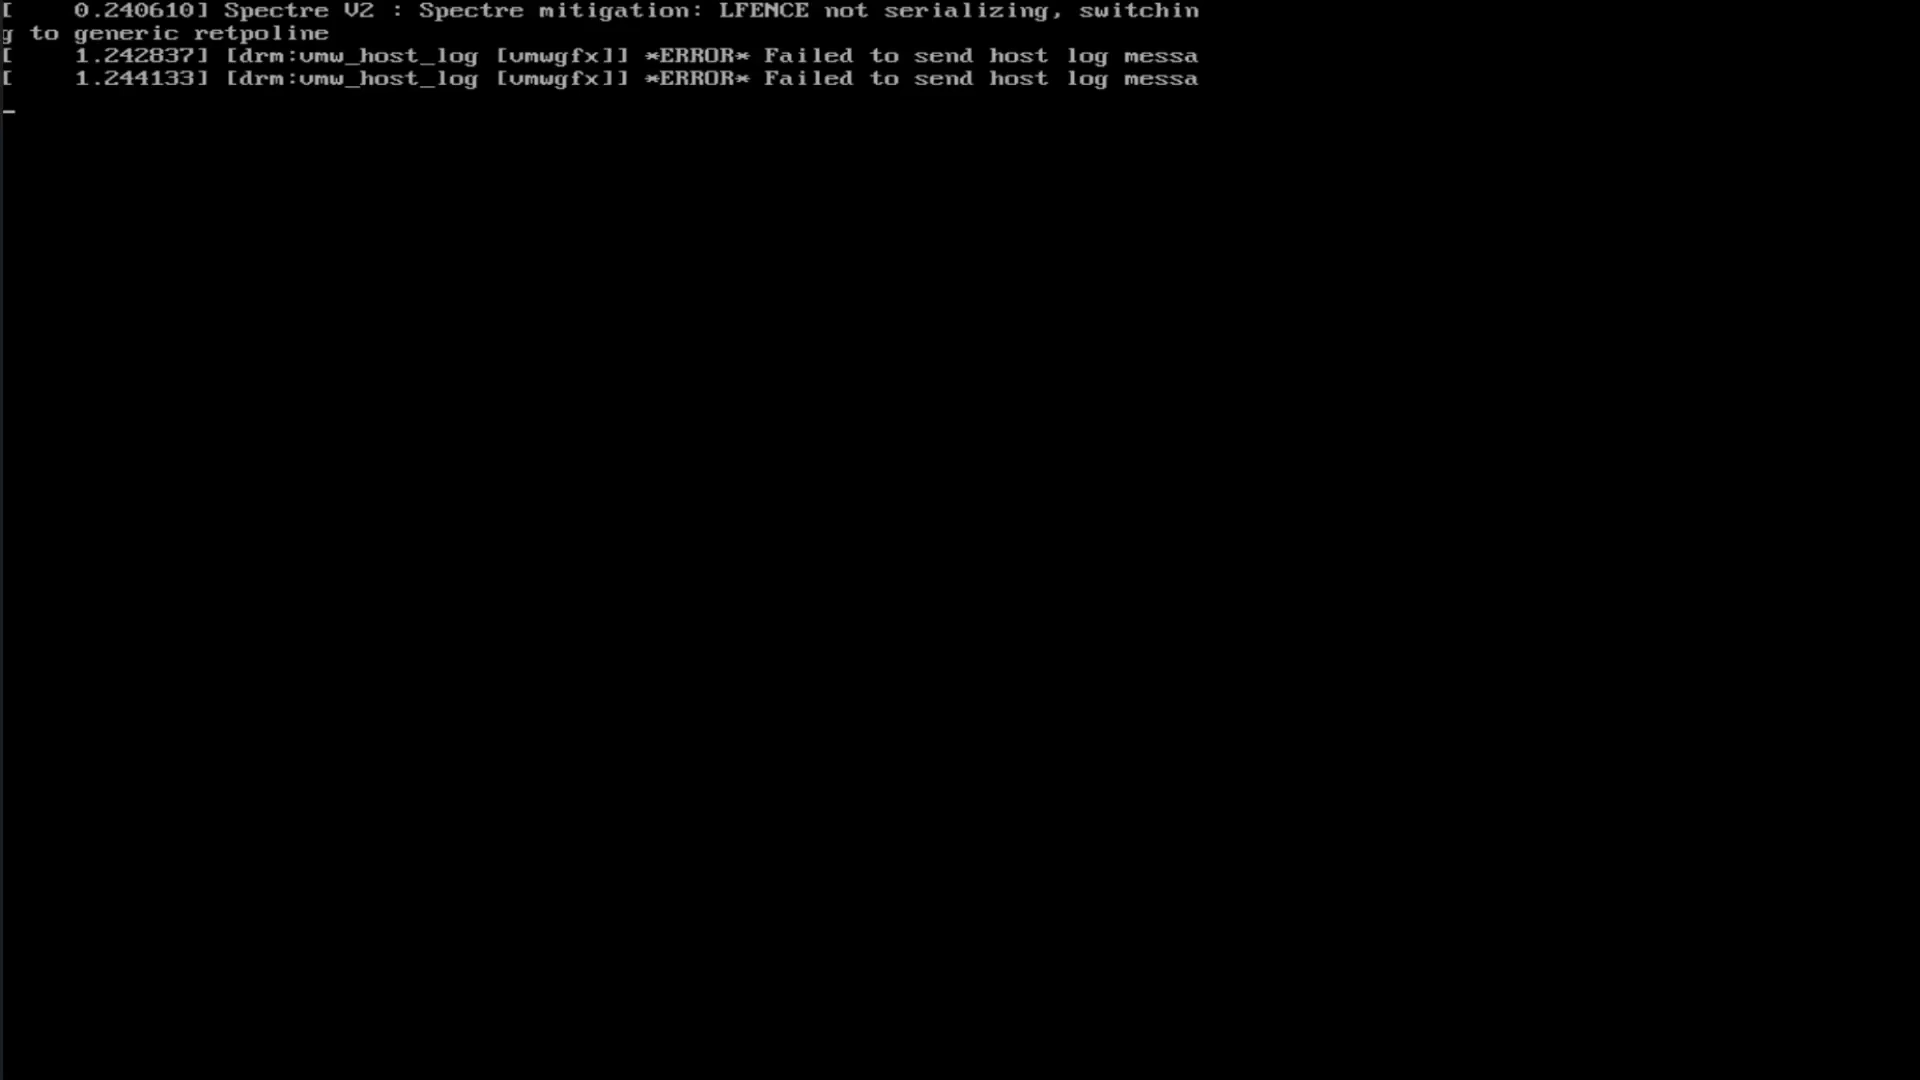 [    0.240610] Spectre V2 : Spectre mitigation: LFENCE not serializing, switchin
g to generic retpoline
[    1.242837] [drm:vmw_host_log [vmwgfx]] *ERROR* Failed to send host log messa
[    1.244133] [drm:vmw_host_log [vmwgfx]] *ERROR* Failed to send host log messa